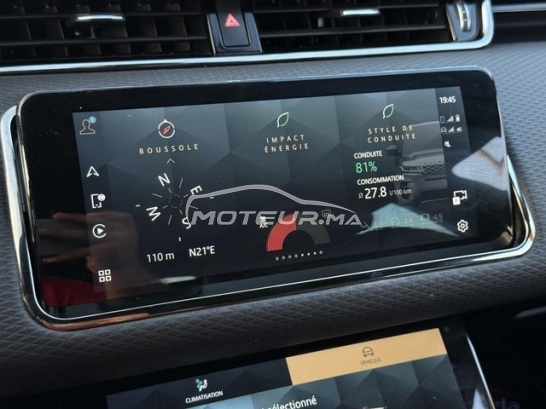 19:45
BOUSSOLE
IMPACT
ÉNERGIE
STYLE DE
CONDUITE
CONDUITE
81%
CONSOMMATION
Ø 27.8 l/100 km
N
E
W
S
MOTEUR.MA
110 m
N21°E
CLIMATISATION
VÉHICULE
sélectionné